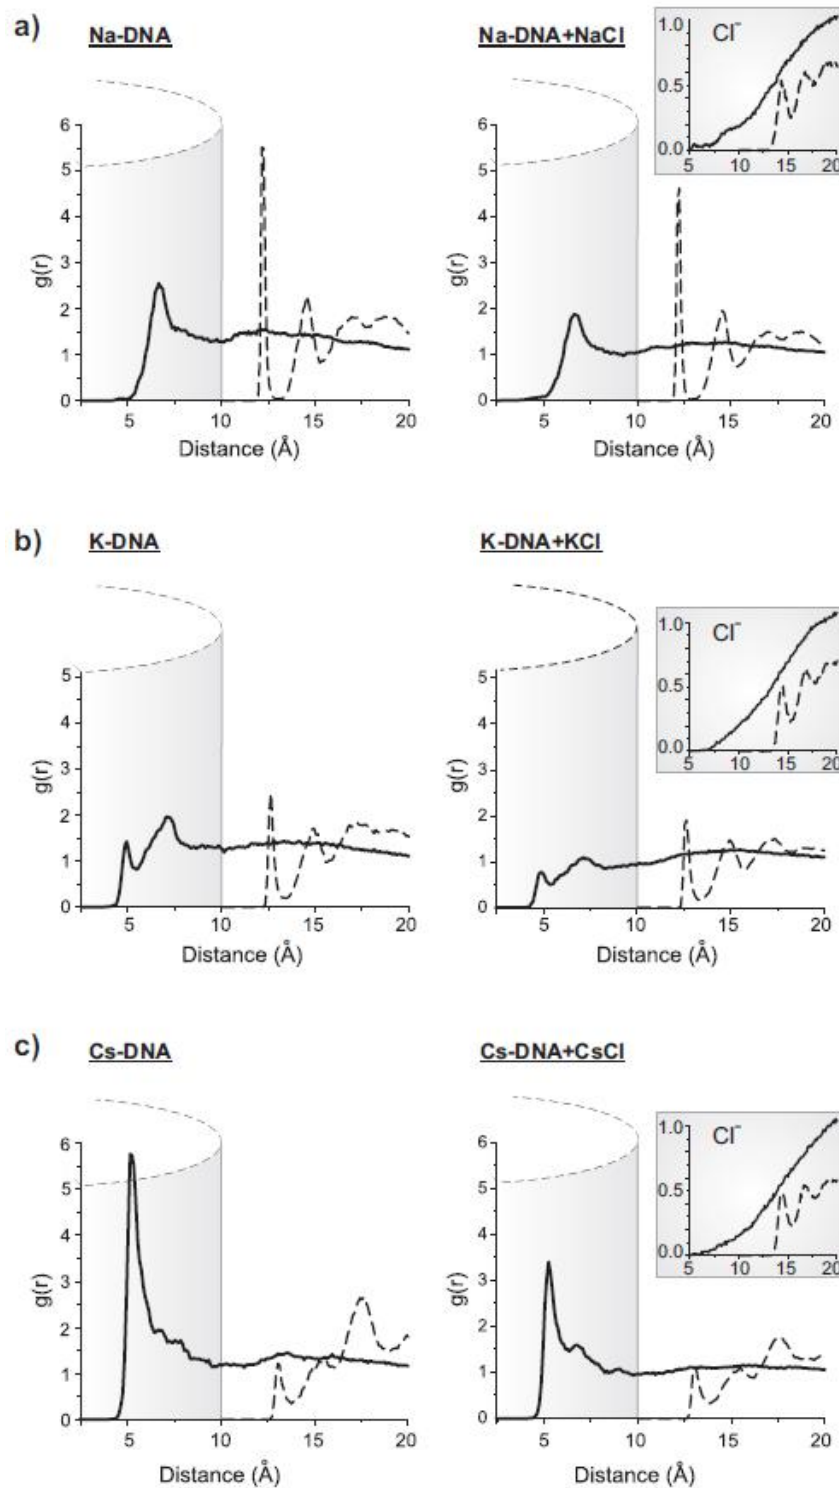 a)
Na-DNA
Na-DNA+NaCl
Cl⁻
1.0
0.5
0.0
5 10 15 20
g(r)
6
5
4
3
2
1
0
5 10 15 20
Distance (Å)
g(r)
6
5
4
3
2
1
0
5 10 15 20
Distance (Å)
b)
K-DNA
K-DNA+KCl
Cl⁻
1.0
0.5
0.0
5 10 15 20
g(r)
5
4
3
2
1
0
5 10 15 20
Distance (Å)
g(r)
5
4
3
2
1
0
5 10 15 20
Distance (Å)
c)
Cs-DNA
Cs-DNA+CsCl
Cl⁻
1.0
0.5
0.0
5 10 15 20
g(r)
6
5
4
3
2
1
0
5 10 15 20
Distance (Å)
g(r)
6
5
4
3
2
1
0
5 10 15 20
Distance (Å)